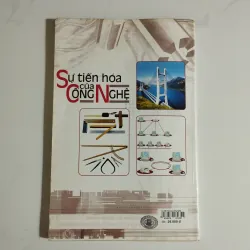 Sự tiến hóa
của
Công Nghệ